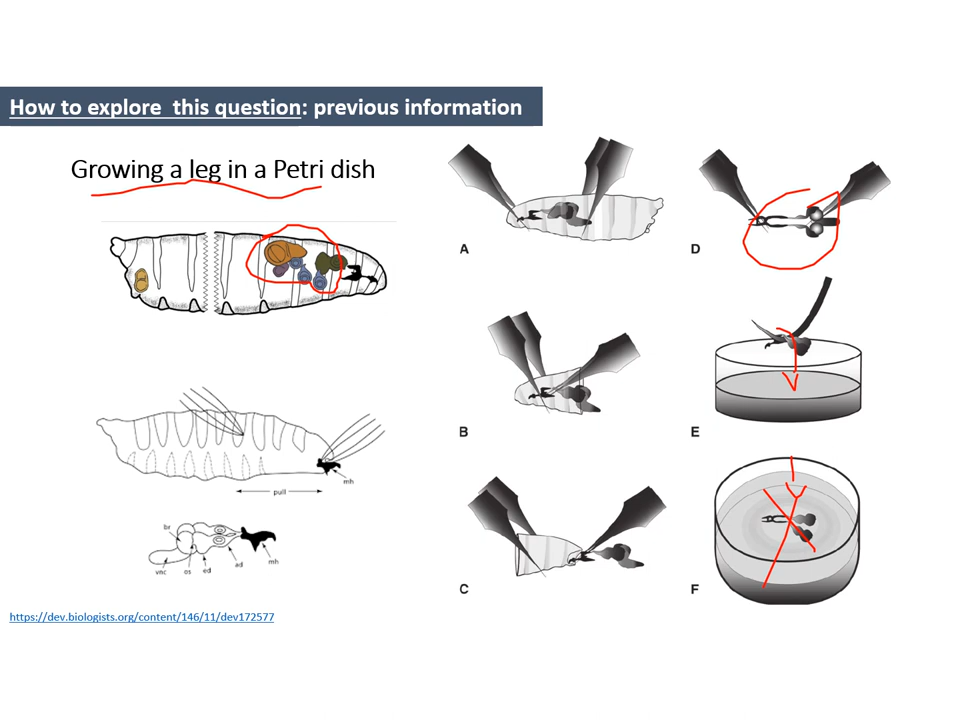 How to explore  this question: previous information
Growing a leg in a Petri dish
A
D
B
E
mh
pull
br
vnc
os
ed
ad
mh
C
F
https://dev.biologists.org/content/146/11/dev172577